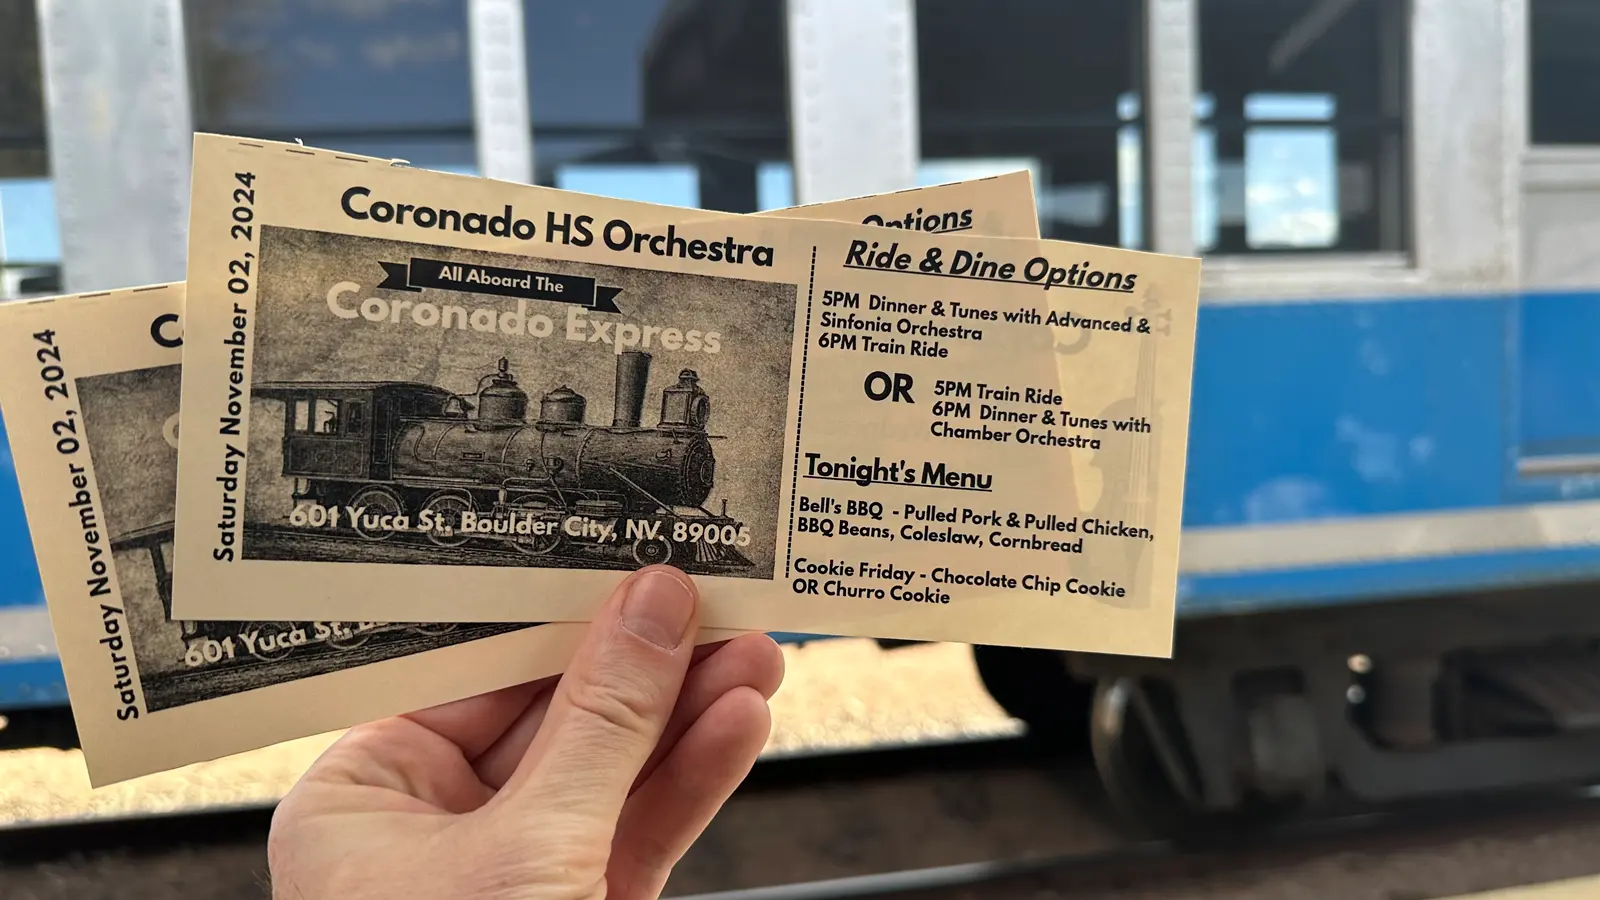 Coronado HS Orchestra
Saturday November 02, 2024
All Aboard The
Coronado Express
601 Yuca St, Boulder City, NV. 89005
Ride & Dine Options
5PM Dinner & Tunes with Advanced &
Sinfonia Orchestra
6PM Train Ride
OR
5PM Train Ride
6PM Dinner & Tunes with
Chamber Orchestra
Tonight's Menu
Bell's BBQ - Pulled Pork & Pulled Chicken,
BBQ Beans, Coleslaw, Cornbread
Cookie Friday - Chocolate Chip Cookie
OR Churro Cookie
Options
Saturday November 02, 2024
601 Yuca St,